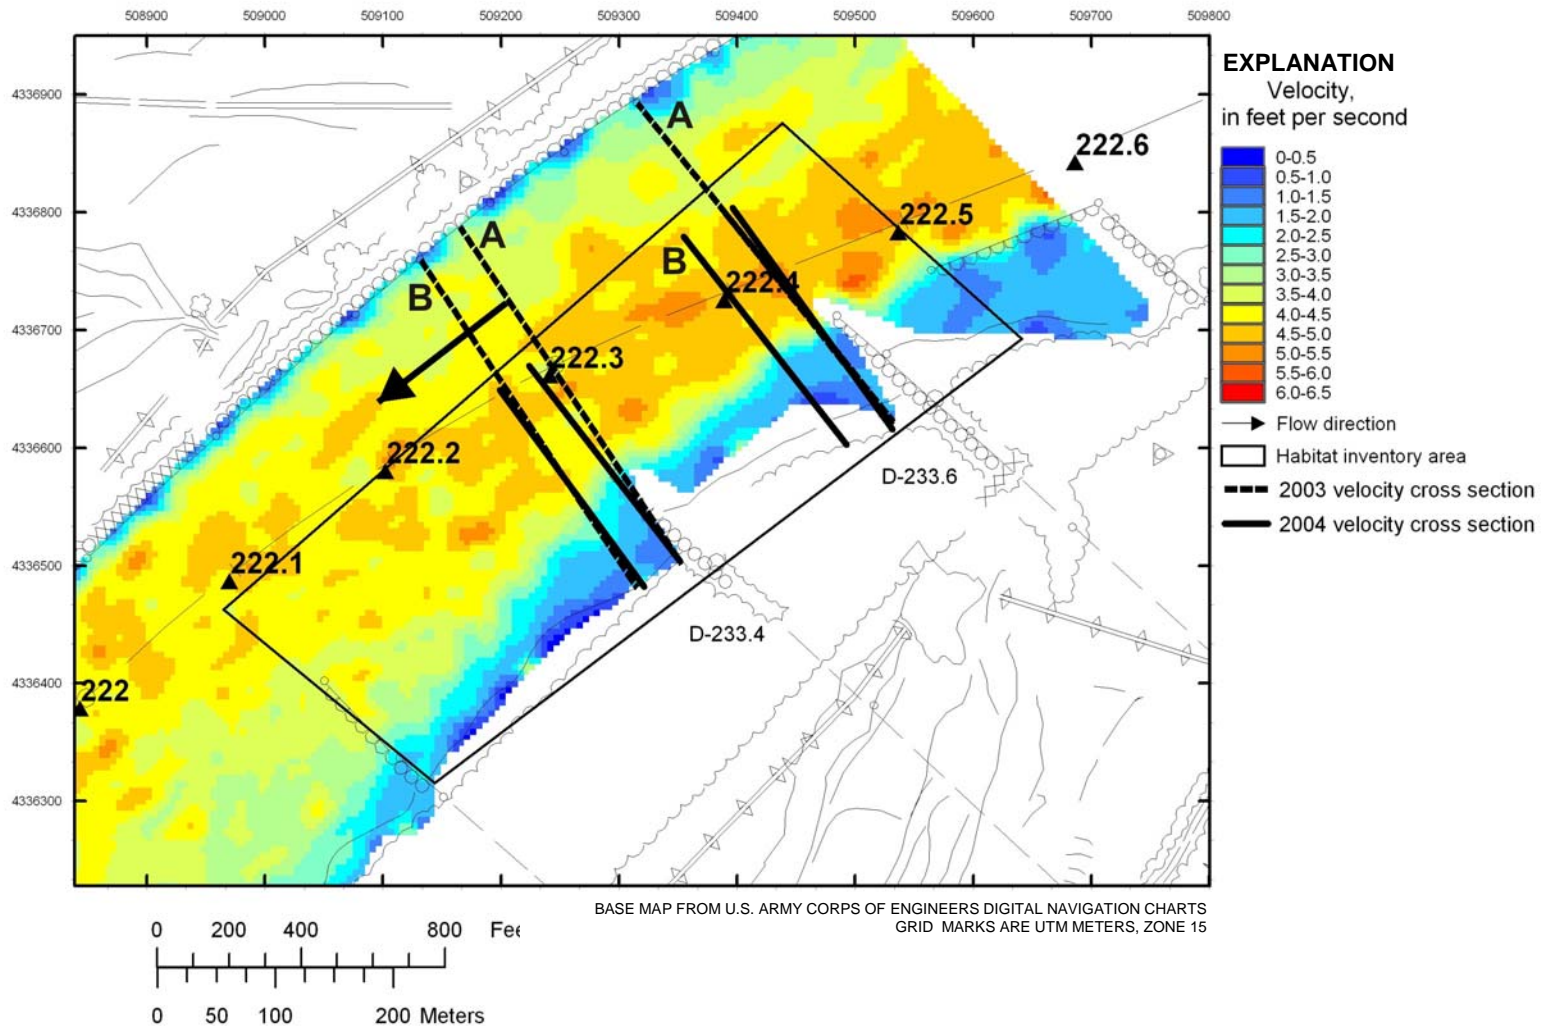 508900 509000 509100 509200 509300 509400 509500 509600 509700 509800
4336900
4336800
4336700
4336600
4336500
4336400
4336300
A
222.6
222.5
A
B
222.4
B
222.3
222.2
222.1
222
D-233.6
D-233.4
EXPLANATION
Velocity,
in feet per second
0-0.5
0.5-1.0
1.0-1.5
1.5-2.0
2.0-2.5
2.5-3.0
3.0-3.5
3.5-4.0
4.0-4.5
4.5-5.0
5.0-5.5
5.5-6.0
6.0-6.5
Flow direction
Habitat inventory area
2003 velocity cross section
2004 velocity cross section
BASE MAP FROM U.S. ARMY CORPS OF ENGINEERS DIGITAL NAVIGATION CHARTS
GRID MARKS ARE UTM METERS, ZONE 15
0 200 400 800
0 50 100 200 Meters